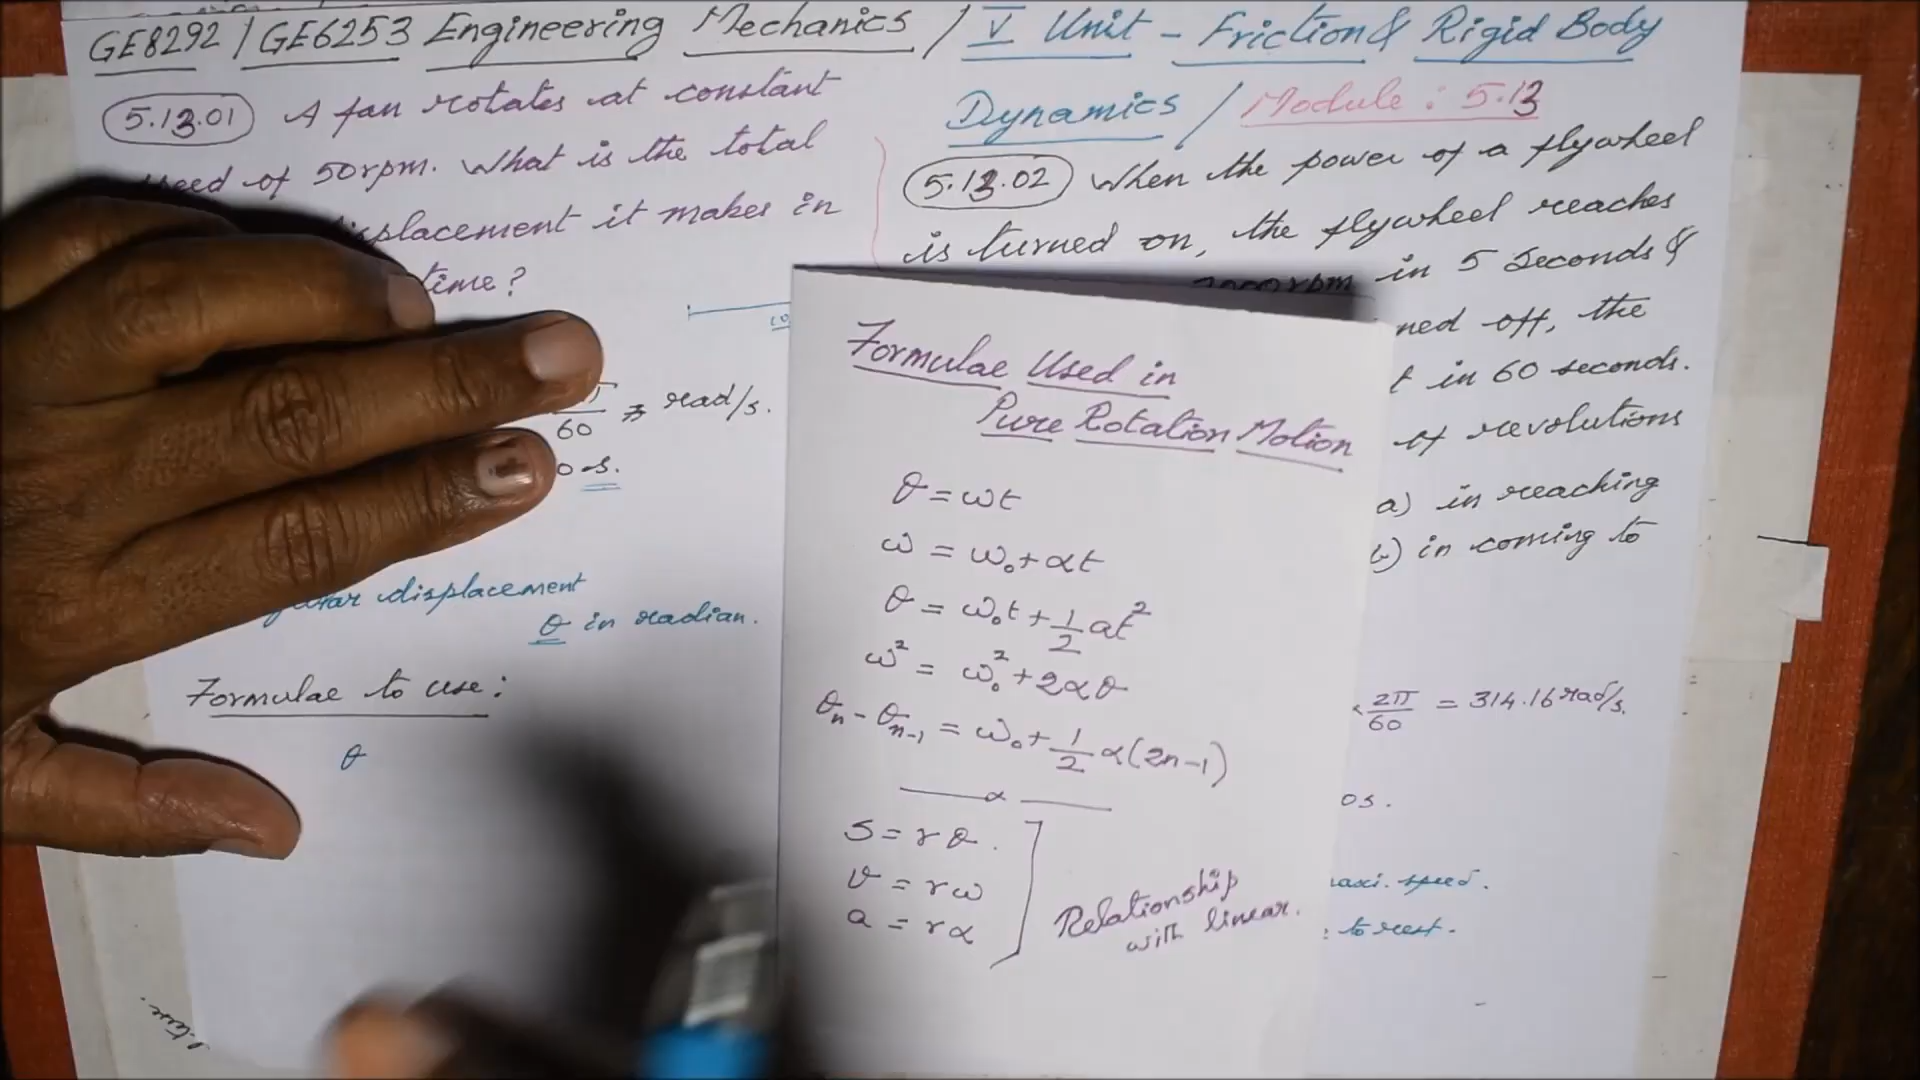 GE8292 / GE6253 Engineering Mechanics / V Unit - Friction & Rigid Body
Dynamics / Module : 5.13
5.13.01 A fan rotates at constant
of 50rpm. What is the total
displacement it makes in
time?
60 rad/s.
0 s.
displacement
θ in radian.
Formulae to use:
θ
5.13.02 When the power of a flywheel
is turned on, the flywheel reaches
in 5 seconds &
off, the
t in 60 seconds.
of revolutions
a) in reaching
b) in coming to
2π/60 = 314.16 rad/s.
0s.
maxi. speed.
: to rest.
Formulae Used in
Pure Rotation Motion
θ = ωt
ω = ω₀ + αt
θ = ω₀t + 1/2 at²
ω² = ω₀² + 2αθ
θn - θn-1 = ω₀ + 1/2 α(2n-1)
S = rθ.
v = rω
a = rα
Relationship
with linear.